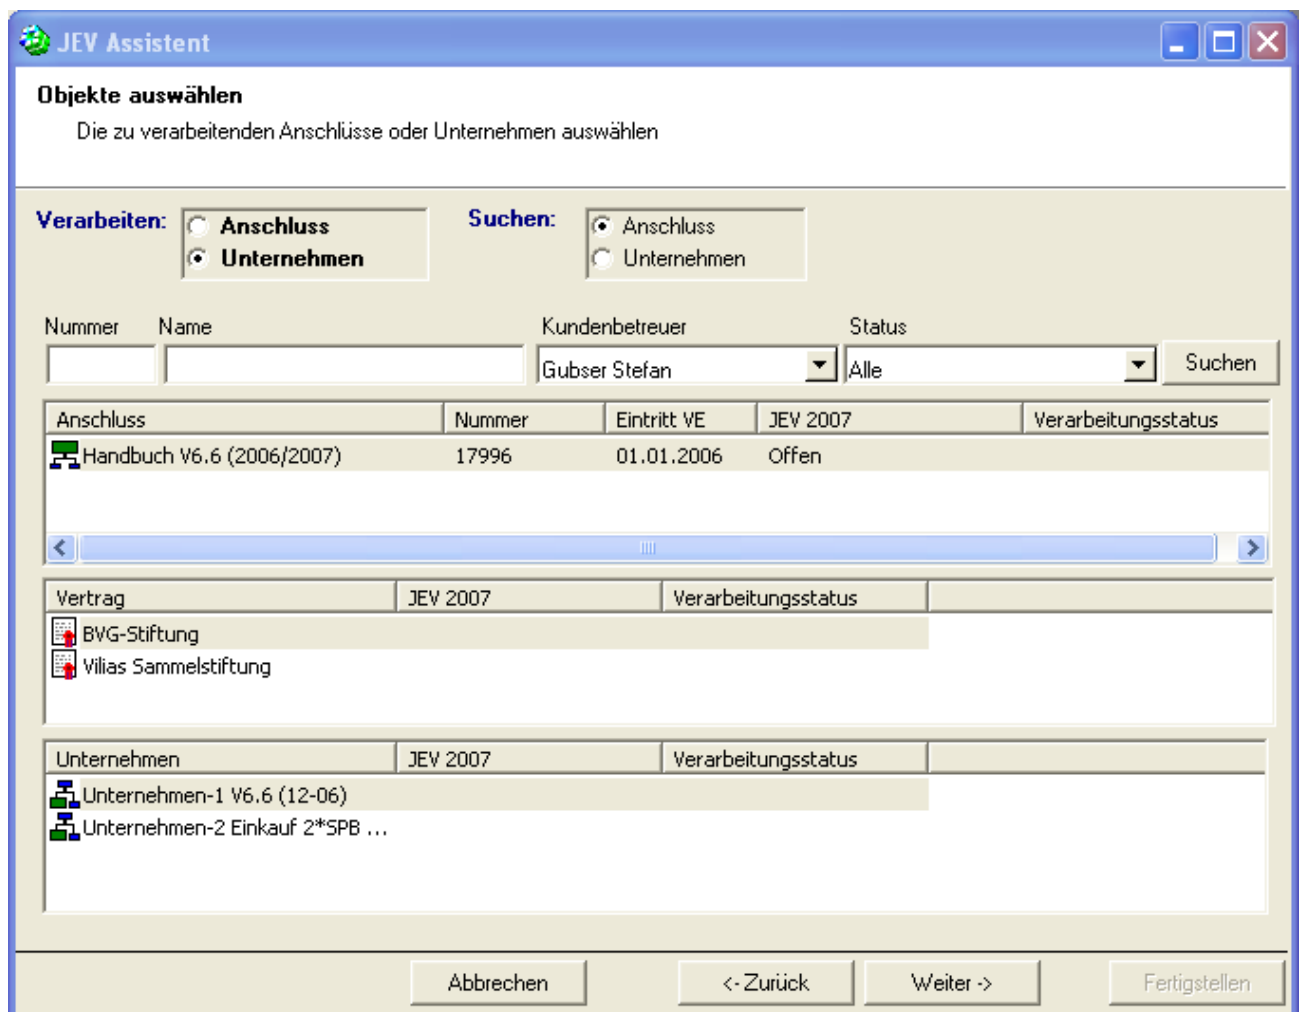 JEV Assistent
Objekte auswählen
Die zu verarbeitenden Anschlüsse oder Unternehmen auswählen
Verarbeiten: Anschluss Suchen: Anschluss
Unternehmen Unternehmen
Nummer Name Kundenbetreuer Status
Gubser Stefan Alle Suchen
Anschluss Nummer Eintritt VE JEV 2007 Verarbeitungsstatus
Handbuch V6.6 (2006/2007) 17996 01.01.2006 Offen
Vertrag JEV 2007 Verarbeitungsstatus
BVG-Stiftung
Vilias Sammelstiftung
Unternehmen JEV 2007 Verarbeitungsstatus
Unternehmen-1 V6.6 (12-06)
Unternehmen-2 Einkauf 2*SPB ...
Abbrechen <- Zurück Weiter -> Fertigstellen